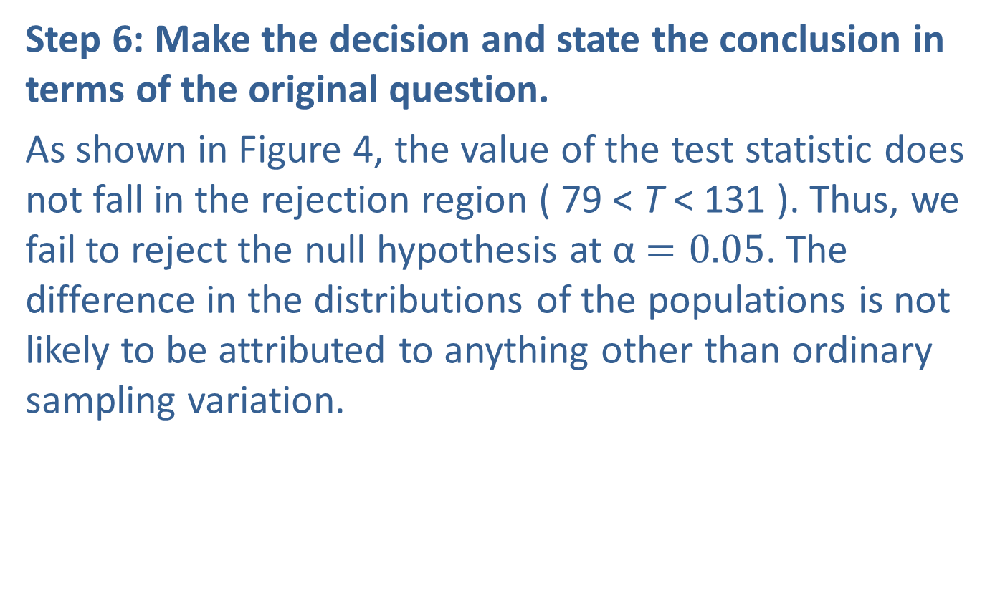 Step 6: Make the decision and state the conclusion in
terms of the original question.
As shown in Figure 4, the value of the test statistic does
not fall in the rejection region ( 79 < T < 131 ). Thus, we
fail to reject the null hypothesis at α = 0.05. The
difference in the distributions of the populations is not
likely to be attributed to anything other than ordinary
sampling variation.